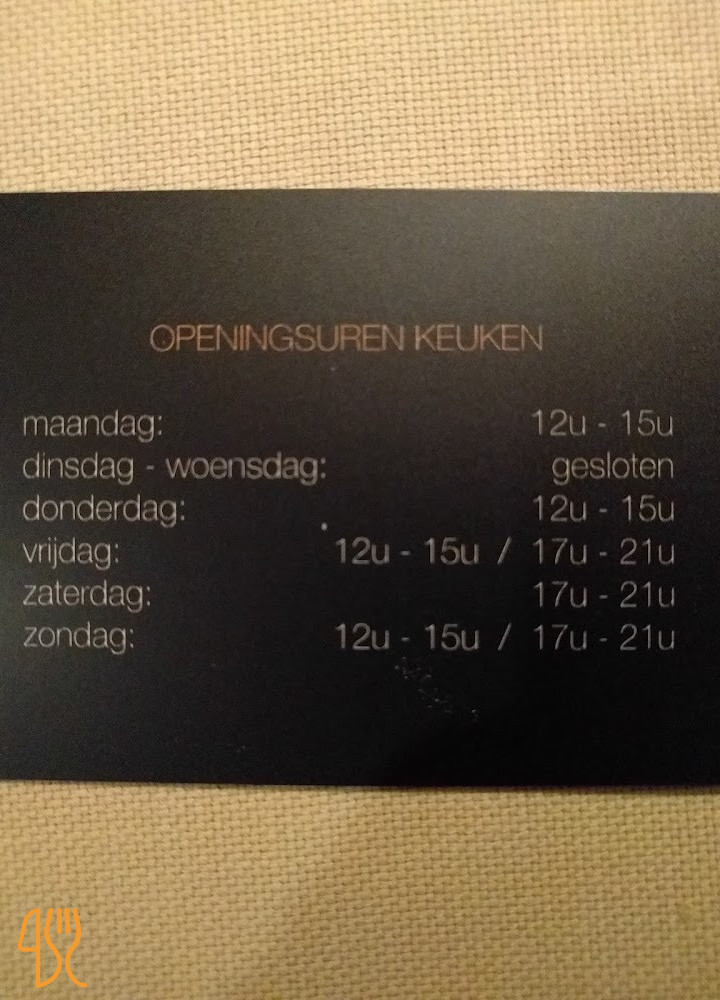 OPENINGSUREN KEUKEN
maandag: 12u - 15u
dinsdag - woensdag: gesloten
donderdag: 12u - 15u
vrijdag: 12u - 15u / 17u - 21u
zaterdag: 17u - 21u
zondag: 12u - 15u / 17u - 21u